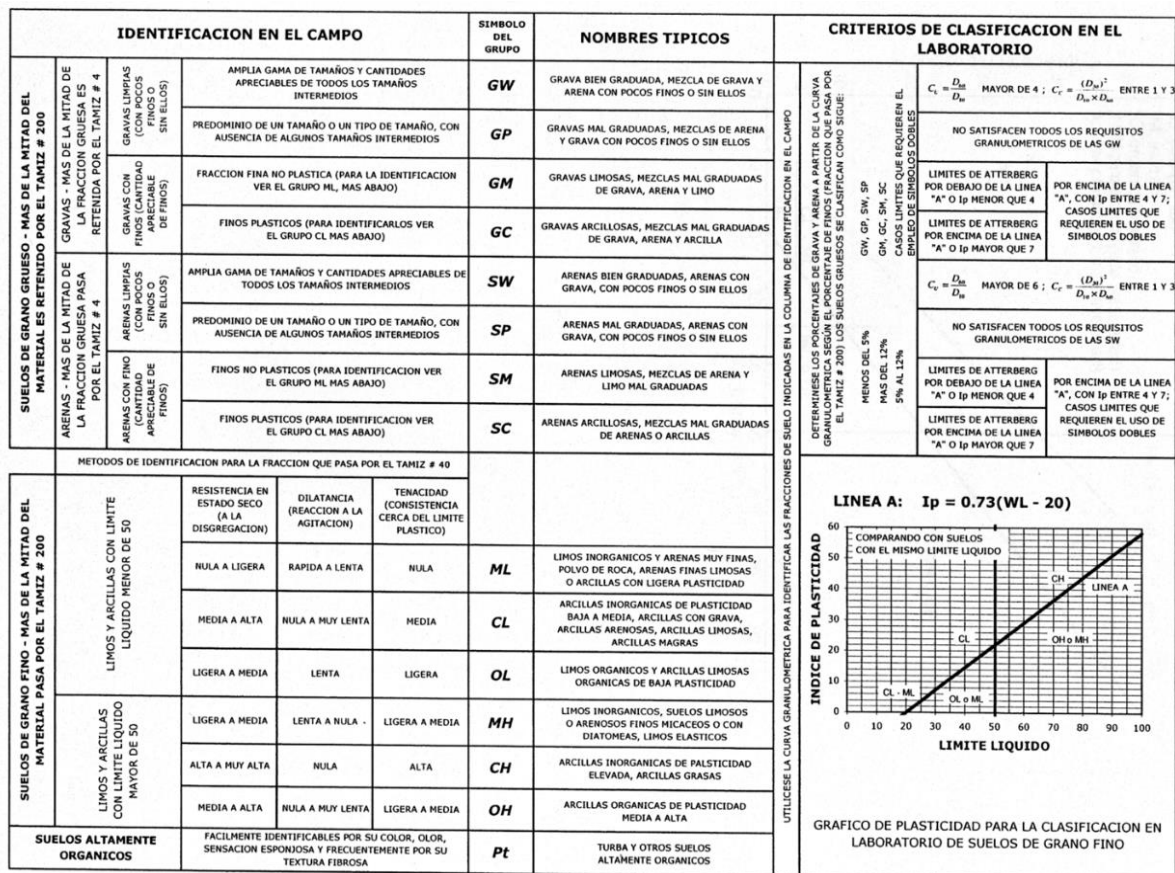 IDENTIFICACION EN EL CAMPO
SIMBOLO
DEL
GRUPO
NOMBRES TIPICOS
CRITERIOS DE CLASIFICACION EN EL
LABORATORIO
SUELOS DE GRANO GRUESO - MAS DE LA MITAD DEL
MATERIAL ES RETENIDO POR EL TAMIZ # 200
GRAVAS - MAS DE LA MITAD DE
LA FRACCION GRUESA ES
RETENIDA POR EL TAMIZ # 4
GRAVAS LIMPIAS
(CON POCOS
FINOS O
SIN ELLOS)
AMPLIA GAMA DE TAMAÑOS Y CANTIDADES
APRECIABLES DE TODOS LOS TAMAÑOS
INTERMEDIOS
GW
GRAVA BIEN GRADUADA, MEZCLA DE GRAVA Y
ARENA CON POCOS FINOS O SIN ELLOS
PREDOMINIO DE UN TAMAÑO O UN TIPO DE TAMAÑO, CON
AUSENCIA DE ALGUNOS TAMAÑOS INTERMEDIOS
GP
GRAVAS MAL GRADUADAS, MEZCLAS DE ARENA
Y GRAVA CON POCOS FINOS O SIN ELLOS
GRAVAS CON
FINOS (CANTIDAD
APRECIABLE
DE FINOS)
FRACCION FINA NO PLASTICA (PARA LA IDENTIFICACION
VER EL GRUPO ML, MAS ABAJO)
GM
GRAVAS LIMOSAS, MEZCLAS MAL GRADUADAS
DE GRAVA, ARENA Y LIMO
FINOS PLASTICOS (PARA IDENTIFICARLOS VER
EL GRUPO CL MAS ABAJO)
GC
GRAVAS ARCILLOSAS, MEZCLAS MAL GRADUADAS
DE GRAVA, ARENA Y ARCILLA
ARENAS - MAS DE LA MITAD DE
LA FRACCION GRUESA PASA
POR EL TAMIZ # 4
ARENAS LIMPIAS
(CON POCOS
FINOS O
SIN ELLOS)
AMPLIA GAMA DE TAMAÑOS Y CANTIDADES APRECIABLES DE
TODOS LOS TAMAÑOS INTERMEDIOS
SW
ARENAS BIEN GRADUADAS, ARENAS CON
GRAVA, CON POCOS FINOS O SIN ELLOS
PREDOMINIO DE UN TAMAÑO O UN TIPO DE TAMAÑO, CON
AUSENCIA DE ALGUNOS TAMAÑOS INTERMEDIOS
SP
ARENAS MAL GRADUADAS, ARENAS CON
GRAVA, CON POCOS FINOS O SIN ELLOS
ARENAS CON FINO
(CANTIDAD
APRECIABLE DE
FINOS)
FINOS NO PLASTICOS (PARA IDENTIFICACION VER
EL GRUPO ML MAS ABAJO)
SM
ARENAS LIMOSAS, MEZCLAS DE ARENA Y
LIMO MAL GRADUADAS
FINOS PLASTICOS (PARA IDENTIFICACION VER
EL GRUPO CL MAS ABAJO)
SC
ARENAS ARCILLOSAS, MEZCLAS MAL GRADUADAS
DE ARENAS O ARCILLAS
UTILICESE LA CURVA GRANULOMETRICA PARA IDENTIFICAR LAS FRACCIONES DE SUELO INDICADAS EN LA COLUMNA DE IDENTIFICACION EN EL CAMPO
DETERMINESE LOS PORCENTAJES DE GRAVA Y ARENA A PARTIR DE LA CURVA
GRANULOMETRICA SEGÚN EL PORCENTAJE DE FINOS (FRACCION QUE PASA POR
EL TAMIZ # 200) LOS SUELOS GRUESOS SE CLASIFICAN COMO SIGUE:
MENOS DEL 5% GW, GP, SW, SP
MAS DEL 12% GM, GC, SM, SC
5% AL 12% CASOS LIMITES QUE REQUIEREN EL
EMPLEO DE SIMBOLOS DOBLES
MAYOR DE 4 ; ENTRE 1 Y 3
NO SATISFACEN TODOS LOS REQUISITOS
GRANULOMETRICOS DE LAS GW
LIMITES DE ATTERBERG
POR DEBAJO DE LA LINEA
"A" O Ip MENOR QUE 4
LIMITES DE ATTERBERG
POR ENCIMA DE LA LINEA
"A" O Ip MAYOR QUE 7
POR ENCIMA DE LA LINEA
"A", CON Ip ENTRE 4 Y 7;
CASOS LIMITES QUE
REQUIEREN EL USO DE
SIMBOLOS DOBLES
MAYOR DE 6 ; ENTRE 1 Y 3
NO SATISFACEN TODOS LOS REQUISITOS
GRANULOMETRICOS DE LAS SW
LIMITES DE ATTERBERG
POR DEBAJO DE LA LINEA
"A" O Ip MENOR QUE 4
LIMITES DE ATTERBERG
POR ENCIMA DE LA LINEA
"A" O Ip MAYOR QUE 7
POR ENCIMA DE LA LINEA
"A", CON Ip ENTRE 4 Y 7;
CASOS LIMITES QUE
REQUIEREN EL USO DE
SIMBOLOS DOBLES
METODOS DE IDENTIFICACION PARA LA FRACCION QUE PASA POR EL TAMIZ # 40
SUELOS DE GRANO FINO - MAS DE LA MITAD DEL
MATERIAL PASA POR EL TAMIZ # 200
LIMOS Y ARCILLAS CON LIMITE
LIQUIDO MENOR DE 50
RESISTENCIA EN
ESTADO SECO
(A LA
DISGREGACION)
DILATANCIA
(REACCION A LA
AGITACION)
TENACIDAD
(CONSISTENCIA
CERCA DEL LIMITE
PLASTICO)
NULA A LIGERA
RAPIDA A LENTA
NULA
ML
LIMOS INORGANICOS Y ARENAS MUY FINAS,
POLVO DE ROCA, ARENAS FINAS LIMOSAS
O ARCILLAS CON LIGERA PLASTICIDAD
MEDIA A ALTA
NULA A MUY LENTA
MEDIA
CL
ARCILLAS INORGANICAS DE PLASTICIDAD
BAJA A MEDIA, ARCILLAS CON GRAVA,
ARCILLAS ARENOSAS, ARCILLAS LIMOSAS,
ARCILLAS MAGRAS
LIGERA A MEDIA
LENTA
LIGERA
OL
LIMOS ORGANICOS Y ARCILLAS LIMOSAS
ORGANICAS DE BAJA PLASTICIDAD
LIMOS Y ARCILLAS
CON LIMITE LIQUIDO
MAYOR DE 50
LIGERA A MEDIA
LENTA A NULA -
LIGERA A MEDIA
MH
LIMOS INORGANICOS, SUELOS LIMOSOS
O ARENOSOS FINOS MICACEOS O CON
DIATOMEAS, LIMOS ELASTICOS
ALTA A MUY ALTA
NULA
ALTA
CH
ARCILLAS INORGANICAS DE PALSTICIDAD
ELEVADA, ARCILLAS GRASAS
MEDIA A ALTA
NULA A MUY LENTA
LIGERA A MEDIA
OH
ARCILLAS ORGANICAS DE PLASTICIDAD
MEDIA A ALTA
SUELOS ALTAMENTE
ORGANICOS
FACILMENTE IDENTIFICABLES POR SU COLOR, OLOR,
SENSACION ESPONJOSA Y FRECUENTEMENTE POR SU
TEXTURA FIBROSA
Pt
TURBA Y OTROS SUELOS
ALTAMENTE ORGANICOS
LINEA A: Ip = 0.73(WL - 20)
INDICE DE PLASTICIDAD
60
50
40
30
20
10
0
COMPARANDO CON SUELOS
CON EL MISMO LIMITE LIQUIDO
CH
LINEA A
CL
OH o MH
CL - ML
OL o ML
0 10 20 30 40 50 60 70 80 90 100
LIMITE LIQUIDO
GRAFICO DE PLASTICIDAD PARA LA CLASIFICACION EN
LABORATORIO DE SUELOS DE GRANO FINO